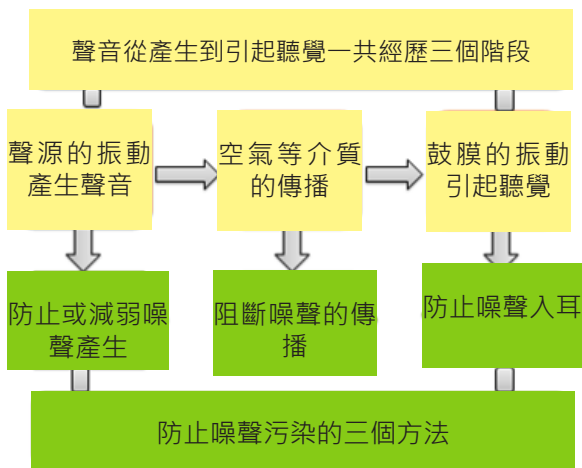 聲音從產生到引起聽覺一共經歷三個階段
聲源的振動
產生聲音
空氣等介質
的傳播
鼓膜的振動
引起聽覺
防止或減弱噪
聲產生
阻斷噪聲的傳
播
防止噪聲入耳
防止噪聲污染的三個方法